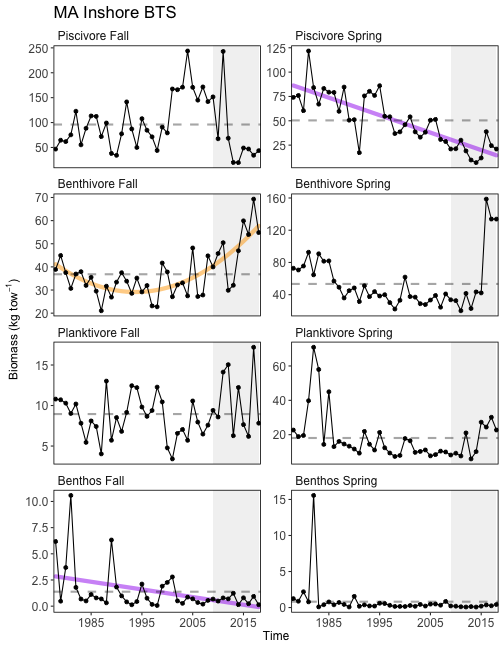 MA Inshore BTS
Piscivore Fall
Piscivore Spring
250
200
150
100
50
125
100
75
50
25
Benthivore Fall
Benthivore Spring
70
60
50
40
30
20
160
120
80
40
Biomass (kg tow⁻¹)
Planktivore Fall
Planktivore Spring
15
10
5
60
40
20
Benthos Fall
Benthos Spring
10.0
7.5
5.0
2.5
0.0
15
10
5
0
1985 1995 2005 2015 1985 1995 2005 2015
Time